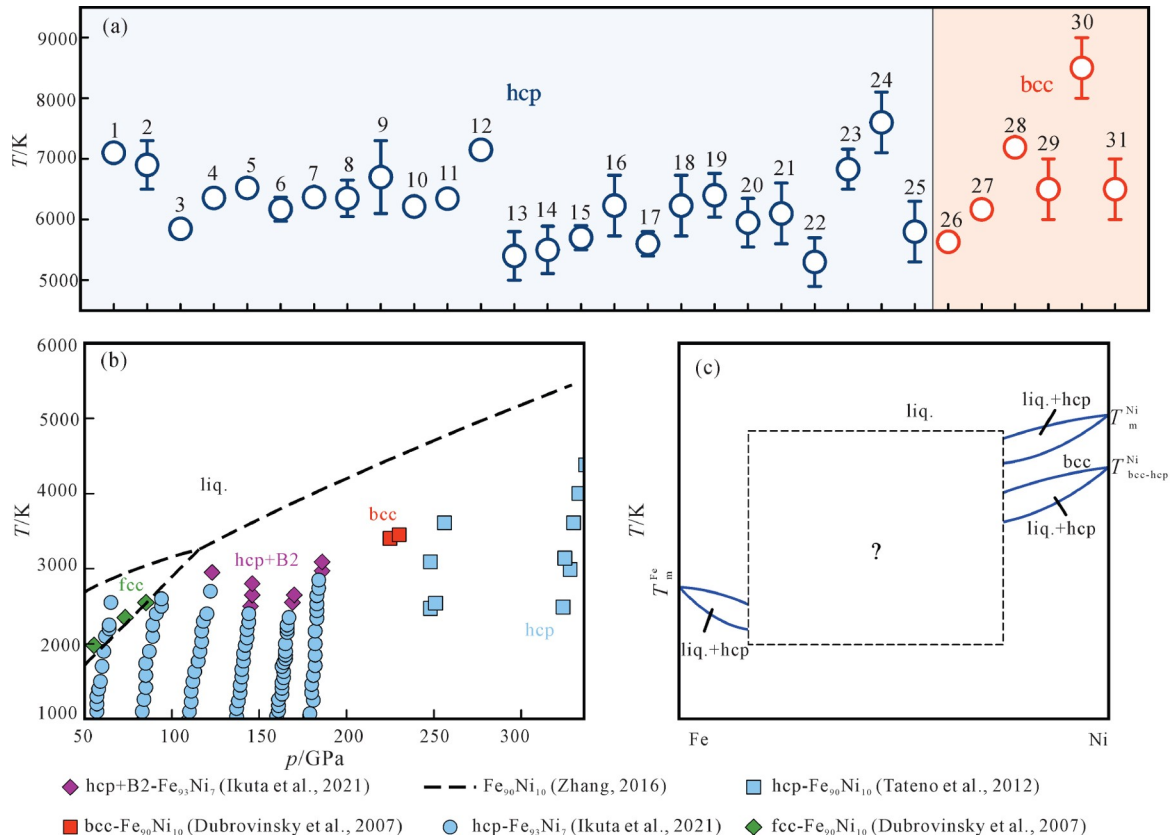 (a)
9000
8000
7000
6000
5000
T/K
hcp
bcc
1
2
3
4
5
6
7
8
9
10
11
12
13
14
15
16
17
18
19
20
21
22
23
24
25
26
27
28
29
30
31
(b)
6000
5000
4000
3000
2000
1000
T/K
liq.
fcc
hcp+B2
bcc
hcp
50
100
150
200
250
300
p/GPa
(c)
T/K
liq.
liq.+hcp
T_m^Ni
bcc
T_bcc-hcp^Ni
liq.+hcp
?
T_m^Fe
liq.+hcp
Fe
Ni
hcp+B2-Fe₉₃Ni₇ (Ikuta et al., 2021)
Fe₉₀Ni₁₀ (Zhang, 2016)
hcp-Fe₉₀Ni₁₀ (Tateno et al., 2012)
bcc-Fe₉₀Ni₁₀ (Dubrovinsky et al., 2007)
hcp-Fe₉₃Ni₇ (Ikuta et al., 2021)
fcc-Fe₉₀Ni₁₀ (Dubrovinsky et al., 2007)